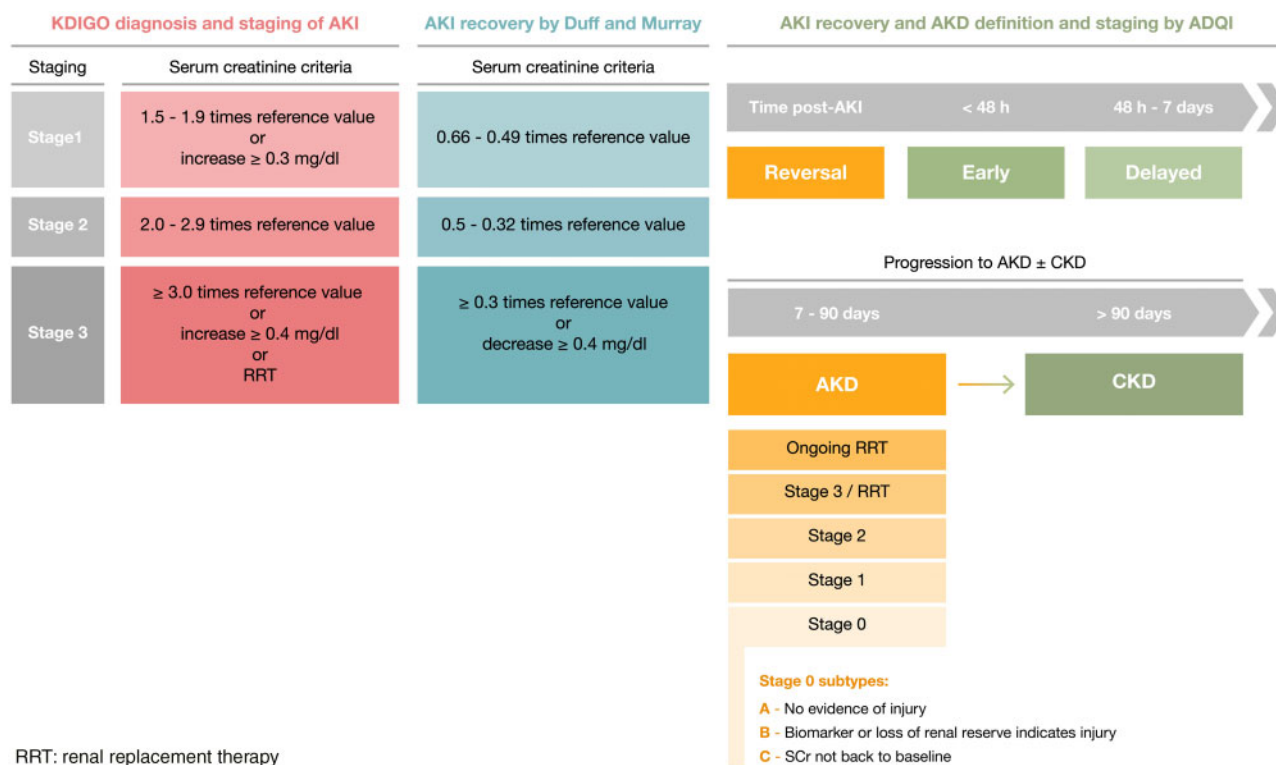 KDIGO diagnosis and staging of AKI
Staging
Serum creatinine criteria
Stage1
1.5 - 1.9 times reference value
or
increase ≥ 0.3 mg/dl
Stage 2
2.0 - 2.9 times reference value
Stage 3
≥ 3.0 times reference value
or
increase ≥ 0.4 mg/dl
or
RRT
AKI recovery by Duff and Murray
Serum creatinine criteria
0.66 - 0.49 times reference value
0.5 - 0.32 times reference value
≥ 0.3 times reference value
or
decrease ≥ 0.4 mg/dl
AKI recovery and AKD definition and staging by ADQI
Time post-AKI
< 48 h
48 h - 7 days
Reversal
Early
Delayed
Progression to AKD ± CKD
7 - 90 days
> 90 days
AKD
CKD
Ongoing RRT
Stage 3 / RRT
Stage 2
Stage 1
Stage 0
Stage 0 subtypes:
A - No evidence of injury
B - Biomarker or loss of renal reserve indicates injury
C - SCr not back to baseline
RRT: renal replacement therapy